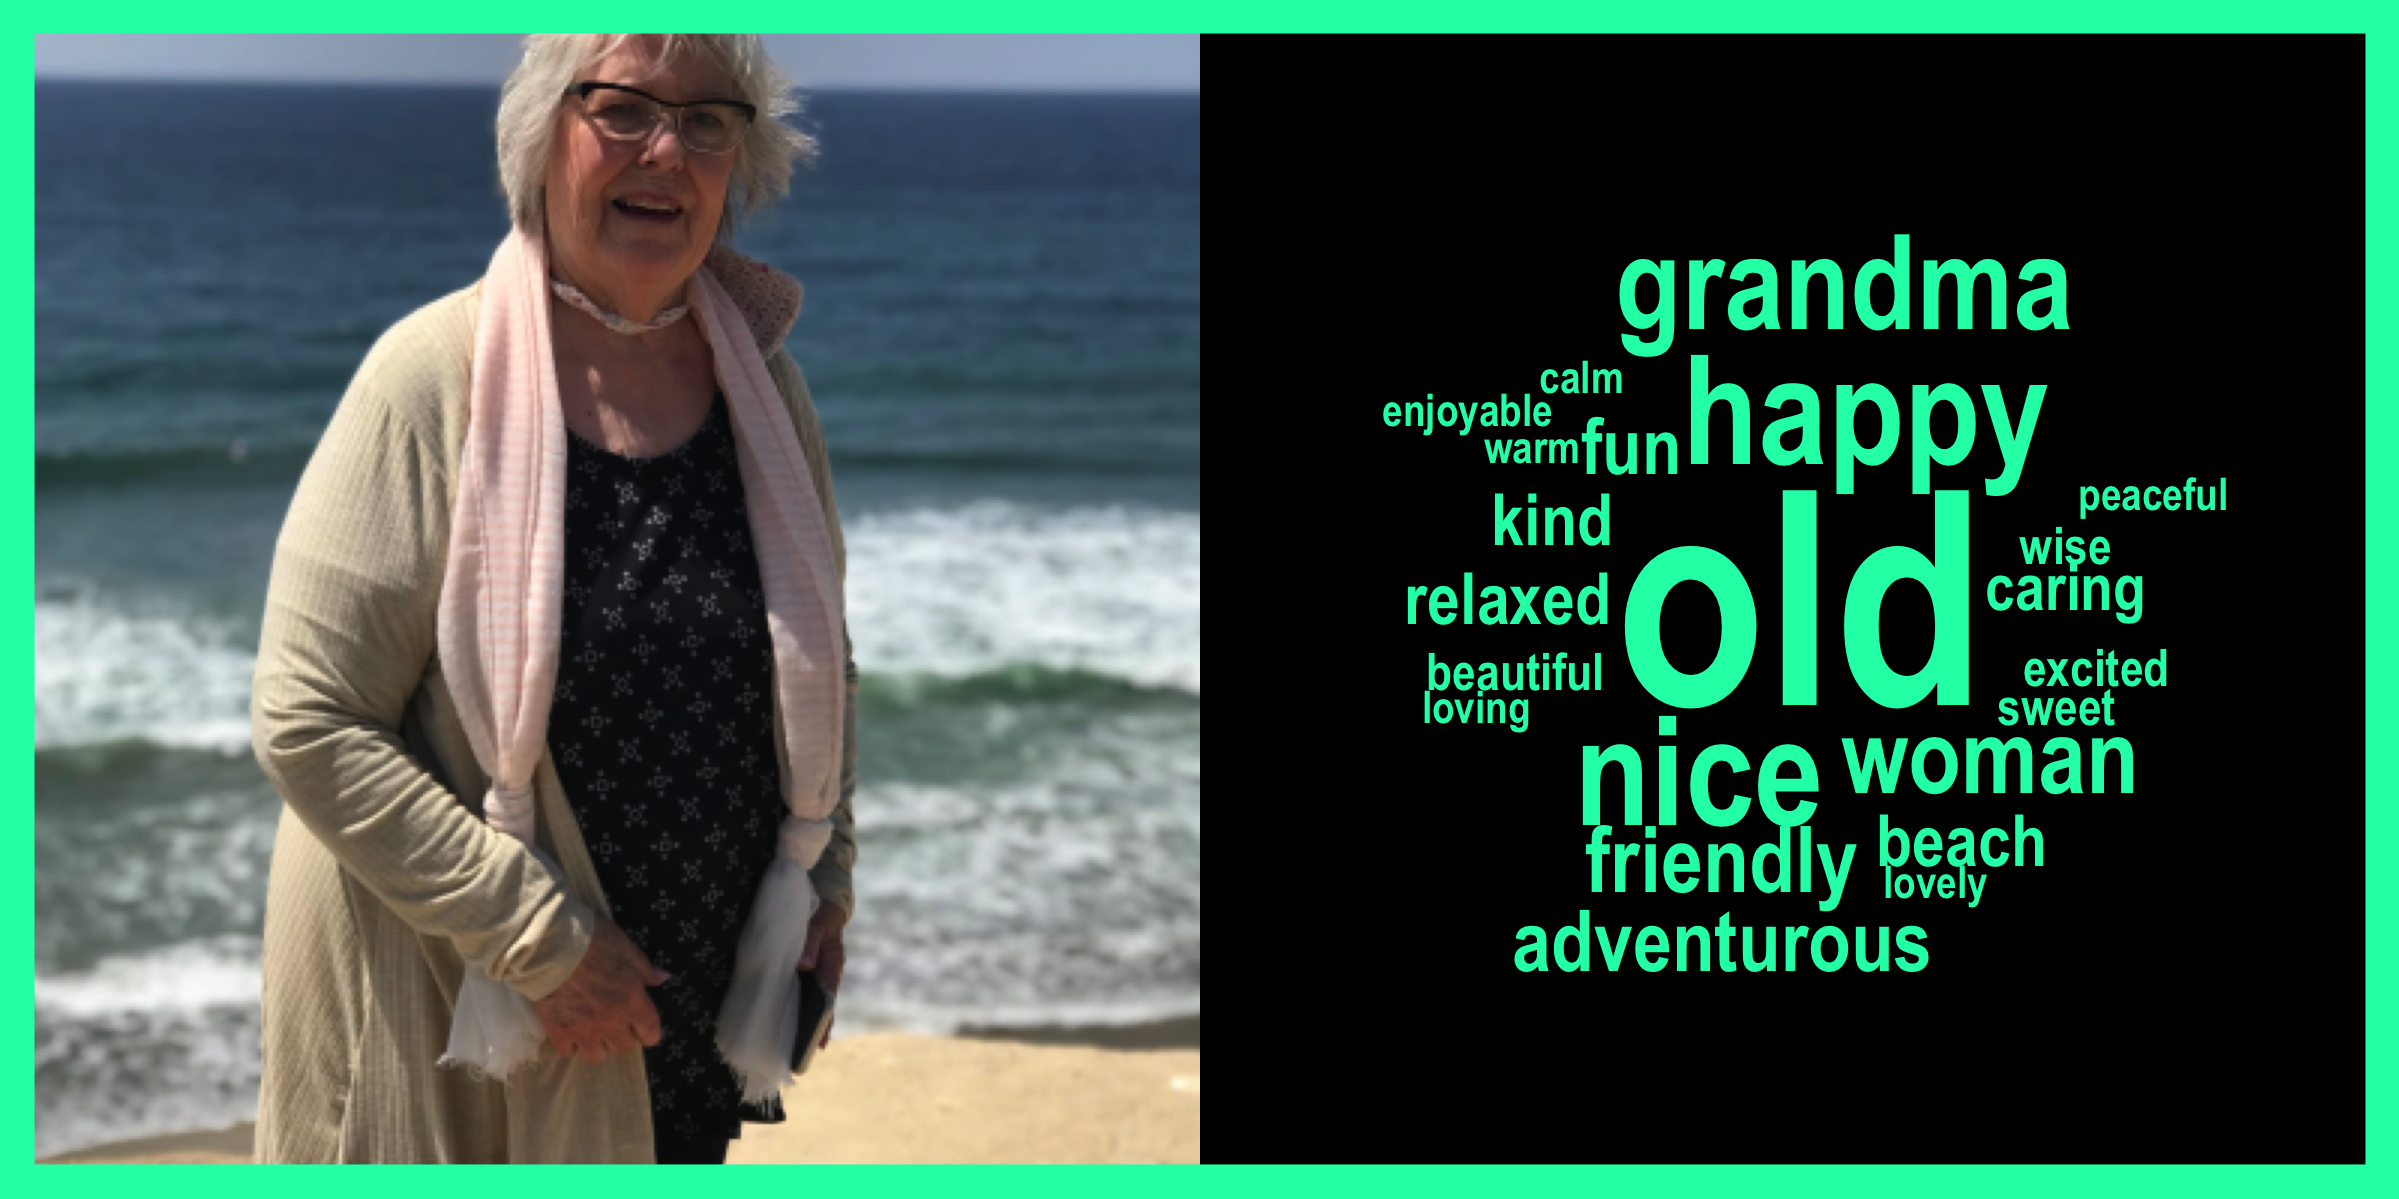 grandma
calm
enjoyable
happy
warm
fun
peaceful
kind
wise
old
caring
relaxed
beautiful
excited
loving
sweet
nice
woman
friendly
beach
lovely
adventurous